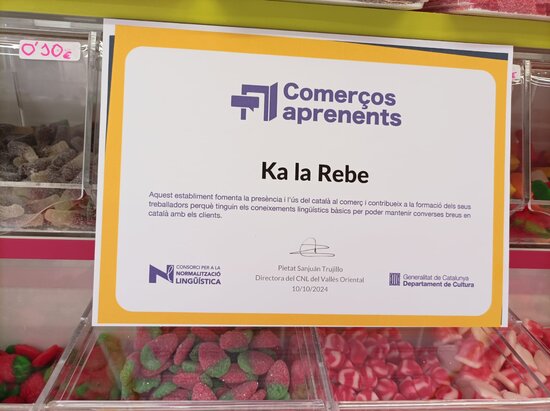 0'10€
Comerços
aprenents
Ka la Rebe
Aquest establiment fomenta la presència i l'ús del català al comerç i contribueix a la formació dels seus
treballadors perquè tinguin els coneixements lingüístics bàsics per poder mantenir converses breus en
català amb els clients.
Pietat Sanjuán Trujillo
Directora del CNL del Vallès Oriental
10/10/2024
CONSORCI PER A LA
NORMALITZACIÓ
LINGÜÍSTICA
Generalitat de Catalunya
Departament de Cultura